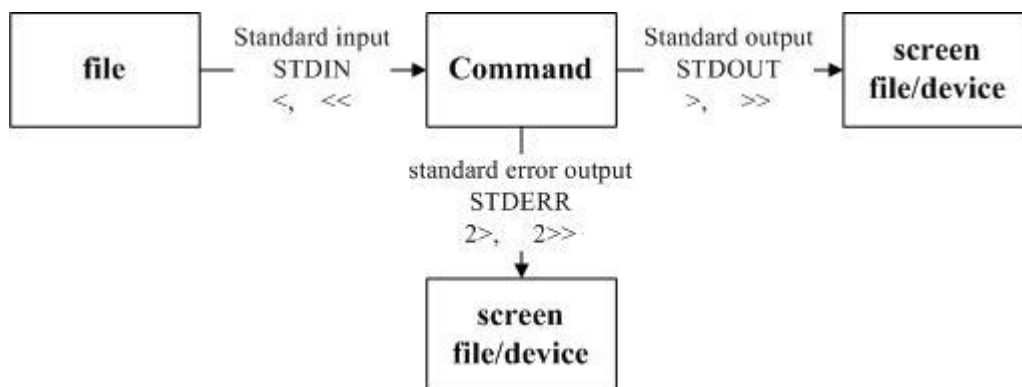 file
Standard input
STDIN
<, <<
Command
Standard output
STDOUT
>, >>
screen
file/device
standard error output
STDERR
2>, 2>>
screen
file/device